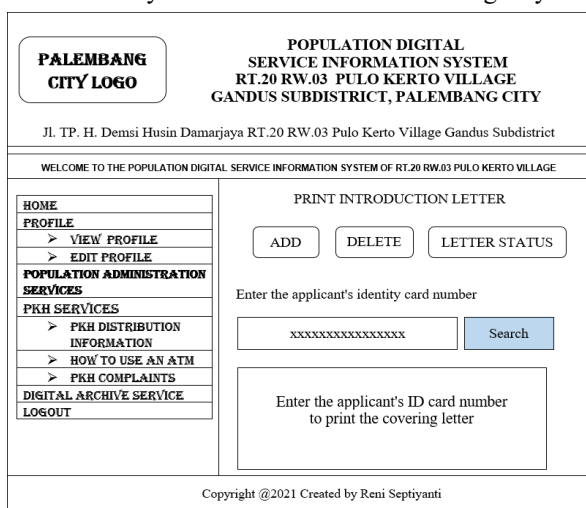 PALEMBANG
CITY LOGO
POPULATION DIGITAL
SERVICE INFORMATION SYSTEM
RT.20 RW.03 PULO KERTO VILLAGE
GANDUS SUBDISTRICT, PALEMBANG CITY
Jl. TP. H. Demsi Husin Damarjaya RT.20 RW.03 Pulo Kerto Village Gandus Subdistrict
WELCOME TO THE POPULATION DIGITAL SERVICE INFORMATION SYSTEM OF RT.20 RW.03 PULO KERTO VILLAGE
HOME
PROFILE
➢ VIEW PROFILE
➢ EDIT PROFILE
POPULATION ADMINISTRATION
SERVICES
PKH SERVICES
➢ PKH DISTRIBUTION
INFORMATION
➢ HOW TO USE AN ATM
➢ PKH COMPLAINTS
DIGITAL ARCHIVE SERVICE
LOGOUT
PRINT INTRODUCTION LETTER
ADD DELETE LETTER STATUS
Enter the applicant's identity card number
xxxxxxxxxxxxxxxx Search
Enter the applicant's ID card number
to print the covering letter
Copyright @2021 Created by Reni Septiyanti